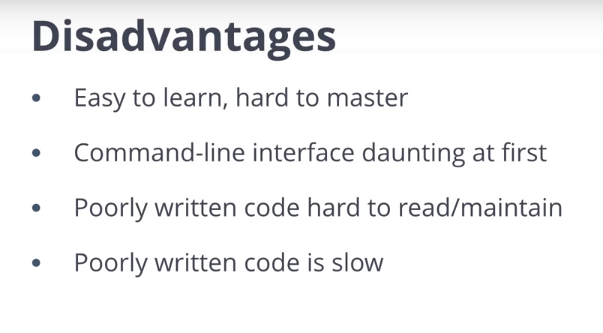 Disadvantages
• Easy to learn, hard to master
• Command-line interface daunting at first
• Poorly written code hard to read/maintain
• Poorly written code is slow